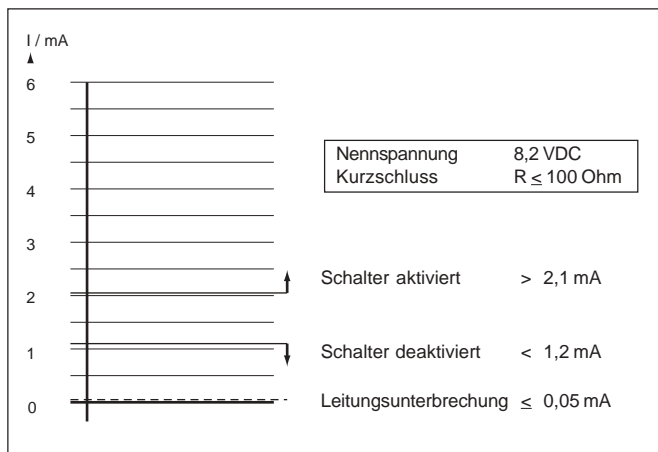 I / mA
6
5
Nennspannung 8,2 VDC
Kurzschluss R ≤ 100 Ohm
4
3
Schalter aktiviert > 2,1 mA
2
1
Schalter deaktiviert < 1,2 mA
0
Leitungsunterbrechung ≤ 0,05 mA